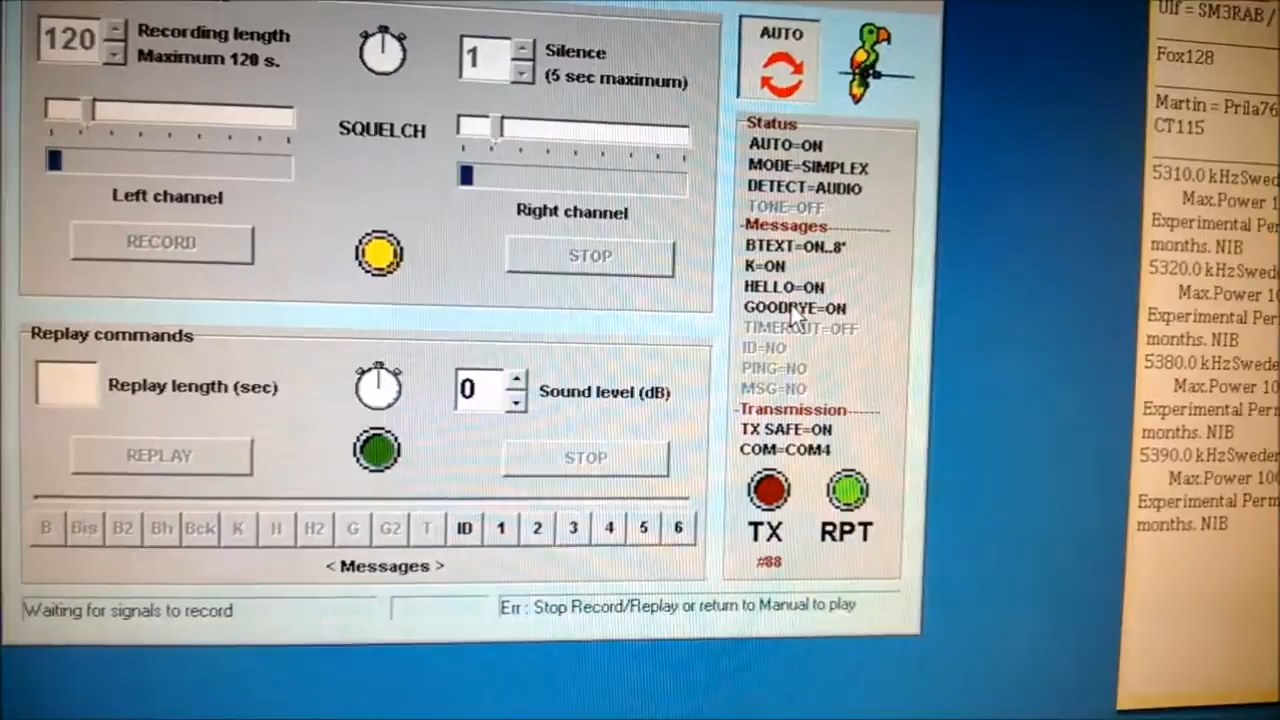 120
Recording length
Maximum 120 s.
1
Silence
(5 sec maximum)
SQUELCH
Left channel
Right channel
RECORD
STOP
Replay commands
Replay length (sec)
0
Sound level (dB)
REPLAY
STOP
B Bis B2 Bh Bck K H H2 G G2 T ID 1 2 3 4 5 6
< Messages >
Waiting for signals to record
Err : Stop Record/Replay or return to Manual to play
AUTO
Status
AUTO=ON
MODE=SIMPLEX
DETECT=AUDIO
TONE=OFF
Messages
BTEXT=ON..8"
K=ON
HELLO=ON
GOODBYE=ON
TIMEROUT=OFF
ID=NO
PING=NO
MSG=NO
Transmission
TX SAFE=ON
COM=COM4
TX RPT
#88
Ulf = SM3RAB /
Fox128
Martin = Prila76
CT115
5310.0 kHz Swed
Max.Power 1
Experimental Per
months. NIB
5320.0 kHz Swed
Max.Power 10
Experimental Per
months. NIB
5380.0 kHz Swede
Max.Power 10
Experimental Per
months. NIB
5390.0 kHz Sweden
Max.Power 100
Experimental Perm
months. NIB